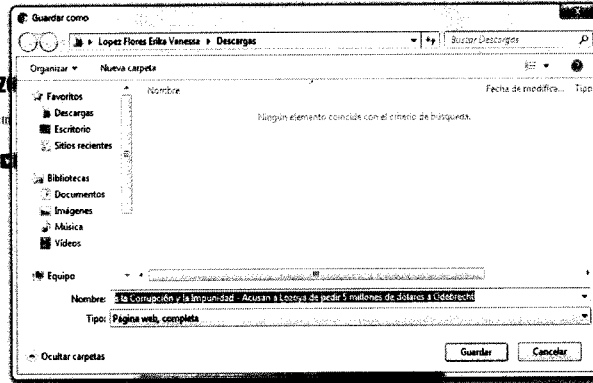 Guardar como
Lopez Flores Erika Vanessa ▸ Descargas
Buscar Descargas
Organizar ▾ Nueva carpeta
Favoritos
Descargas
Escritorio
Sitios recientes
Bibliotecas
Documentos
Imágenes
Música
Vídeos
Equipo
Nombre Fecha de modifica... Tipo
Ningún elemento coincide con el criterio de búsqueda.
Nombre: a la Corrupción y la Impunidad - Acusan a Lozoya de pedir 5 millones de dolares a Odebrecht
Tipo: Página web, completa
Ocultar carpetas
Guardar Cancelar